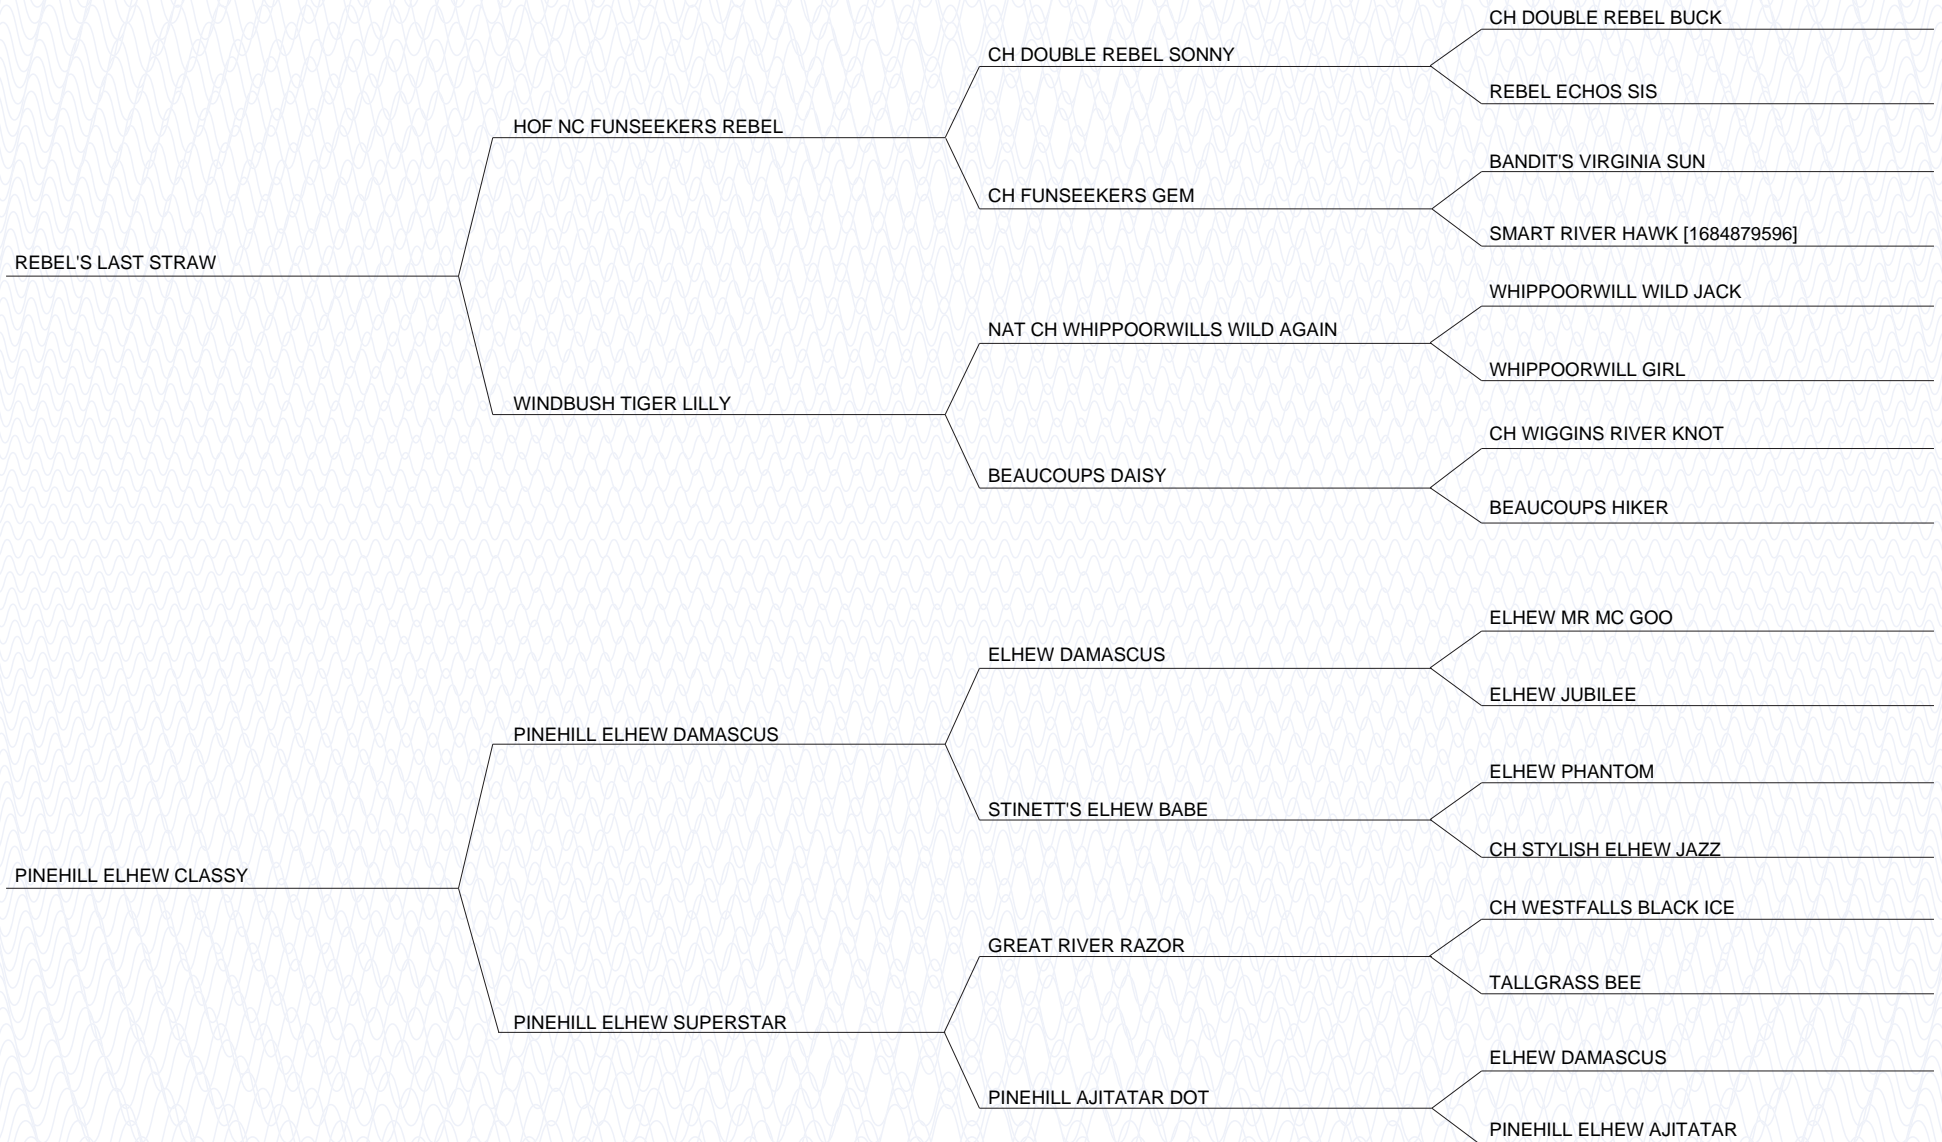 CH DOUBLE REBEL BUCK
CH DOUBLE REBEL SONNY
REBEL ECHOS SIS
HOF NC FUNSEEKERS REBEL
BANDIT'S VIRGINIA SUN
CH FUNSEEKERS GEM
SMART RIVER HAWK [1684879596]
REBEL'S LAST STRAW
WHIPPOORWILL WILD JACK
NAT CH WHIPPOORWILLS WILD AGAIN
WHIPPOORWILL GIRL
WINDBUSH TIGER LILLY
CH WIGGINS RIVER KNOT
BEAUCOUPS DAISY
BEAUCOUPS HIKER
ELHEW MR MC GOO
ELHEW DAMASCUS
ELHEW JUBILEE
PINEHILL ELHEW DAMASCUS
ELHEW PHANTOM
STINETT'S ELHEW BABE
CH STYLISH ELHEW JAZZ
PINEHILL ELHEW CLASSY
CH WESTFALLS BLACK ICE
GREAT RIVER RAZOR
TALLGRASS BEE
PINEHILL ELHEW SUPERSTAR
ELHEW DAMASCUS
PINEHILL AJITATAR DOT
PINEHILL ELHEW AJITATAR